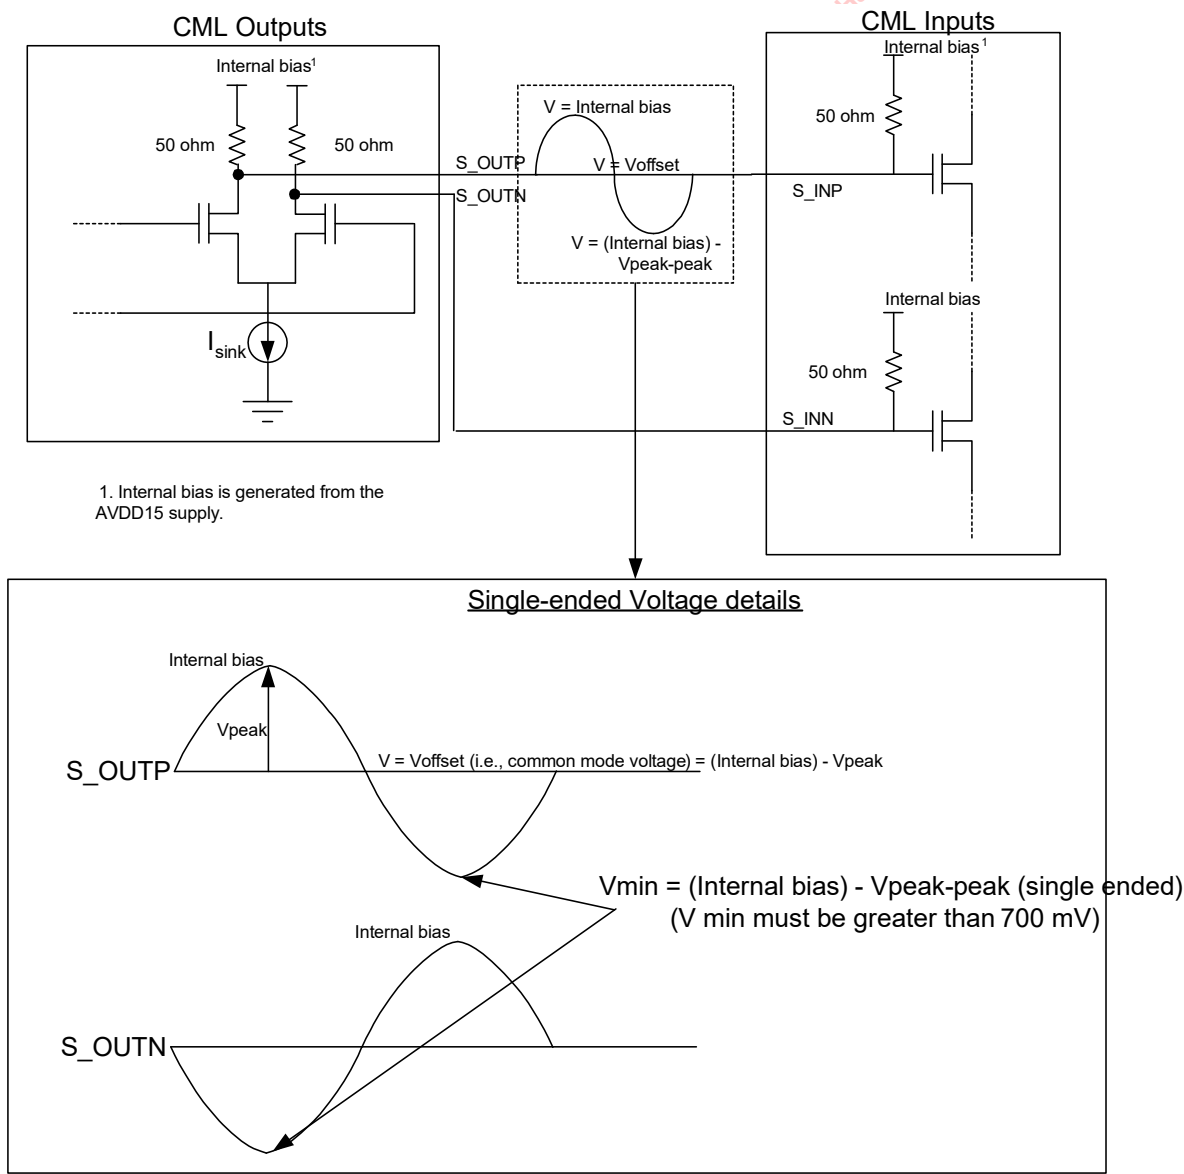 CML Outputs
Internal bias1
50 ohm
50 ohm
Isink
1. Internal bias is generated from the
AVDD15 supply.
S_OUTP
S_OUTN
V = Internal bias
V = Voffset
V = (Internal bias) -
Vpeak-peak
CML Inputs
Internal bias1
50 ohm
S_INP
Internal bias
50 ohm
S_INN
Single-ended Voltage details
Internal bias
Vpeak
S_OUTP
V = Voffset (i.e., common mode voltage) = (Internal bias) - Vpeak
Vmin = (Internal bias) - Vpeak-peak (single ended)
(V min must be greater than 700 mV)
Internal bias
S_OUTN